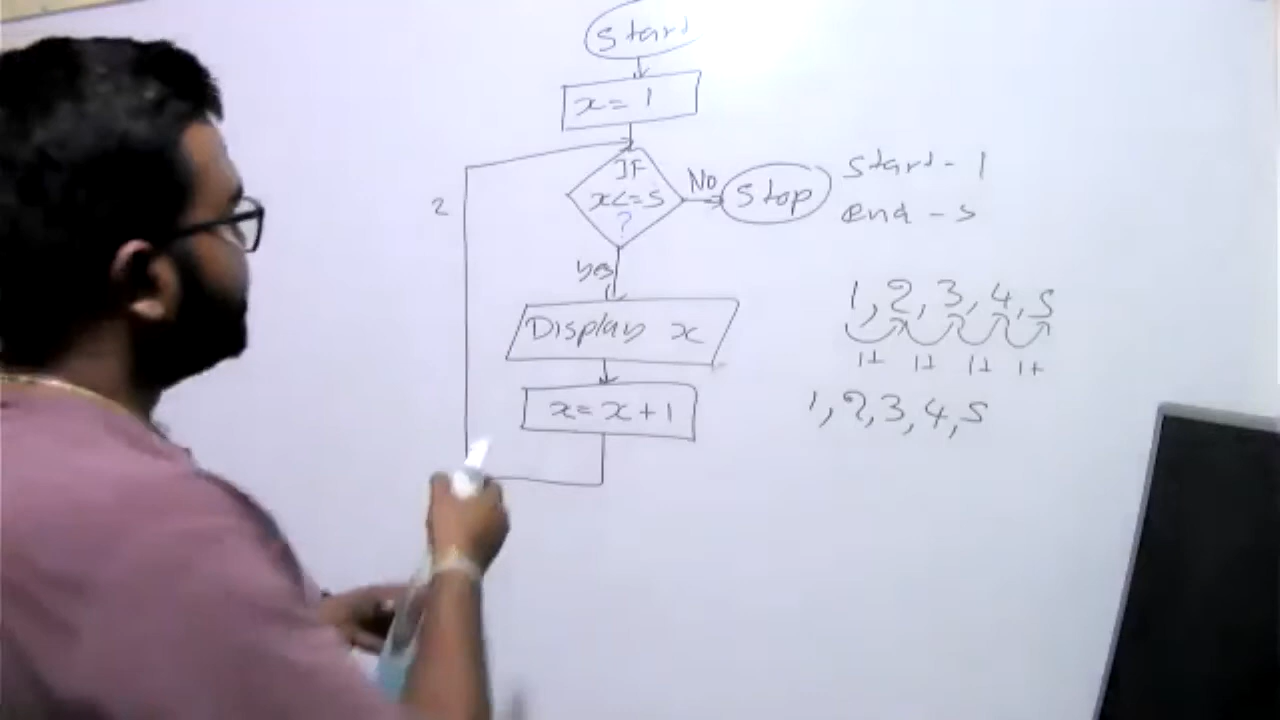 Start
x = 1
If
x<=5
?
No
Stop
yes
Display x
x = x + 1
2
Start - 1
end - 5
1, 2, 3, 4, 5
1+ 1+ 1+ 1+
1, 2, 3, 4, 5